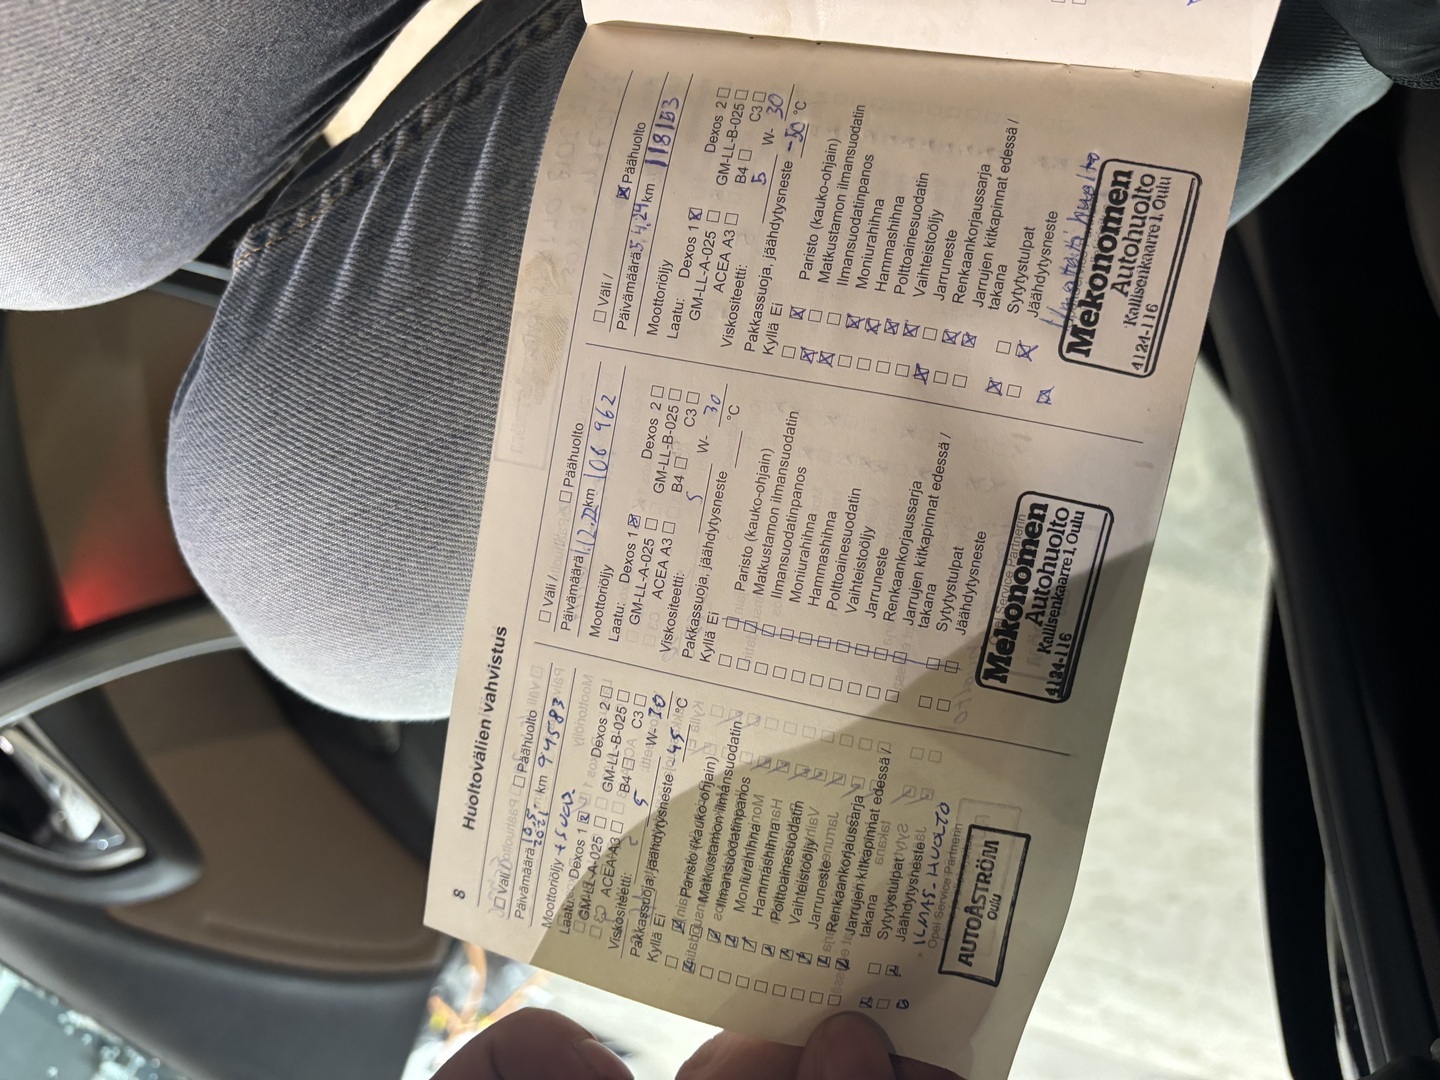 8
Huoltovälien vahvistus
Väli / Päähuolto
Päivämäärä 10.5. 2021 km 94583
Moottoriöljy + SUOD.
Laatu: Dexos 1 Dexos 2
GM-LL-A-025 GM-LL-B-025
ACEA A3 B4 C3
Viskositeetti: 5 W- 30
Pakkassuoja, jäähdytysneste -45 °C
Kyllä Ei
Paristo (kauko-ohjain)
Matkustamon ilmansuodatin
Ilmansuodatinpanos
Moniurahihna
Hammashihna
Polttoainesuodatin
Vaihteistoöljy
Jarruneste
Renkaankorjaussarja
Jarrujen kitkapinnat edessä /
takana
Sytytystulpat
Jäähdytysneste
ILMAS-HUOLTO
AUTOÅSTRÖM
Oulu
Väli / Päähuolto
Päivämäärä 1.12.22 km 106 962
Moottoriöljy
Laatu: Dexos 1 Dexos 2
GM-LL-A-025 GM-LL-B-025
ACEA A3 B4 C3
Viskositeetti: 5 W- 30
Pakkassuoja, jäähdytysneste °C
Kyllä Ei
Paristo (kauko-ohjain)
Matkustamon ilmansuodatin
Ilmansuodatinpanos
Moniurahihna
Hammashihna
Polttoainesuodatin
Vaihteistoöljy
Jarruneste
Renkaankorjaussarja
Jarrujen kitkapinnat edessä /
takana
Sytytystulpat
Jäähdytysneste
Mekonomen
Autohuolto
Kallisenkaarre 1, Oulu
4124-116
Väli / Päähuolto
Päivämäärä 5.4.24 km 118163
Moottoriöljy
Laatu: Dexos 1 Dexos 2
GM-LL-A-025 GM-LL-B-025
ACEA A3 B4 C3
Viskositeetti: 5 W- 30
Pakkassuoja, jäähdytysneste -50 °C
Kyllä Ei
Paristo (kauko-ohjain)
Matkustamon ilmansuodatin
Ilmansuodatinpanos
Moniurahihna
Hammashihna
Polttoainesuodatin
Vaihteistoöljy
Jarruneste
Renkaankorjaussarja
Jarrujen kitkapinnat edessä /
takana
Sytytystulpat
Jäähdytysneste
huolto
Mekonomen
Autohuolto
Kallisenkaarre 1, Oulu
4124-116